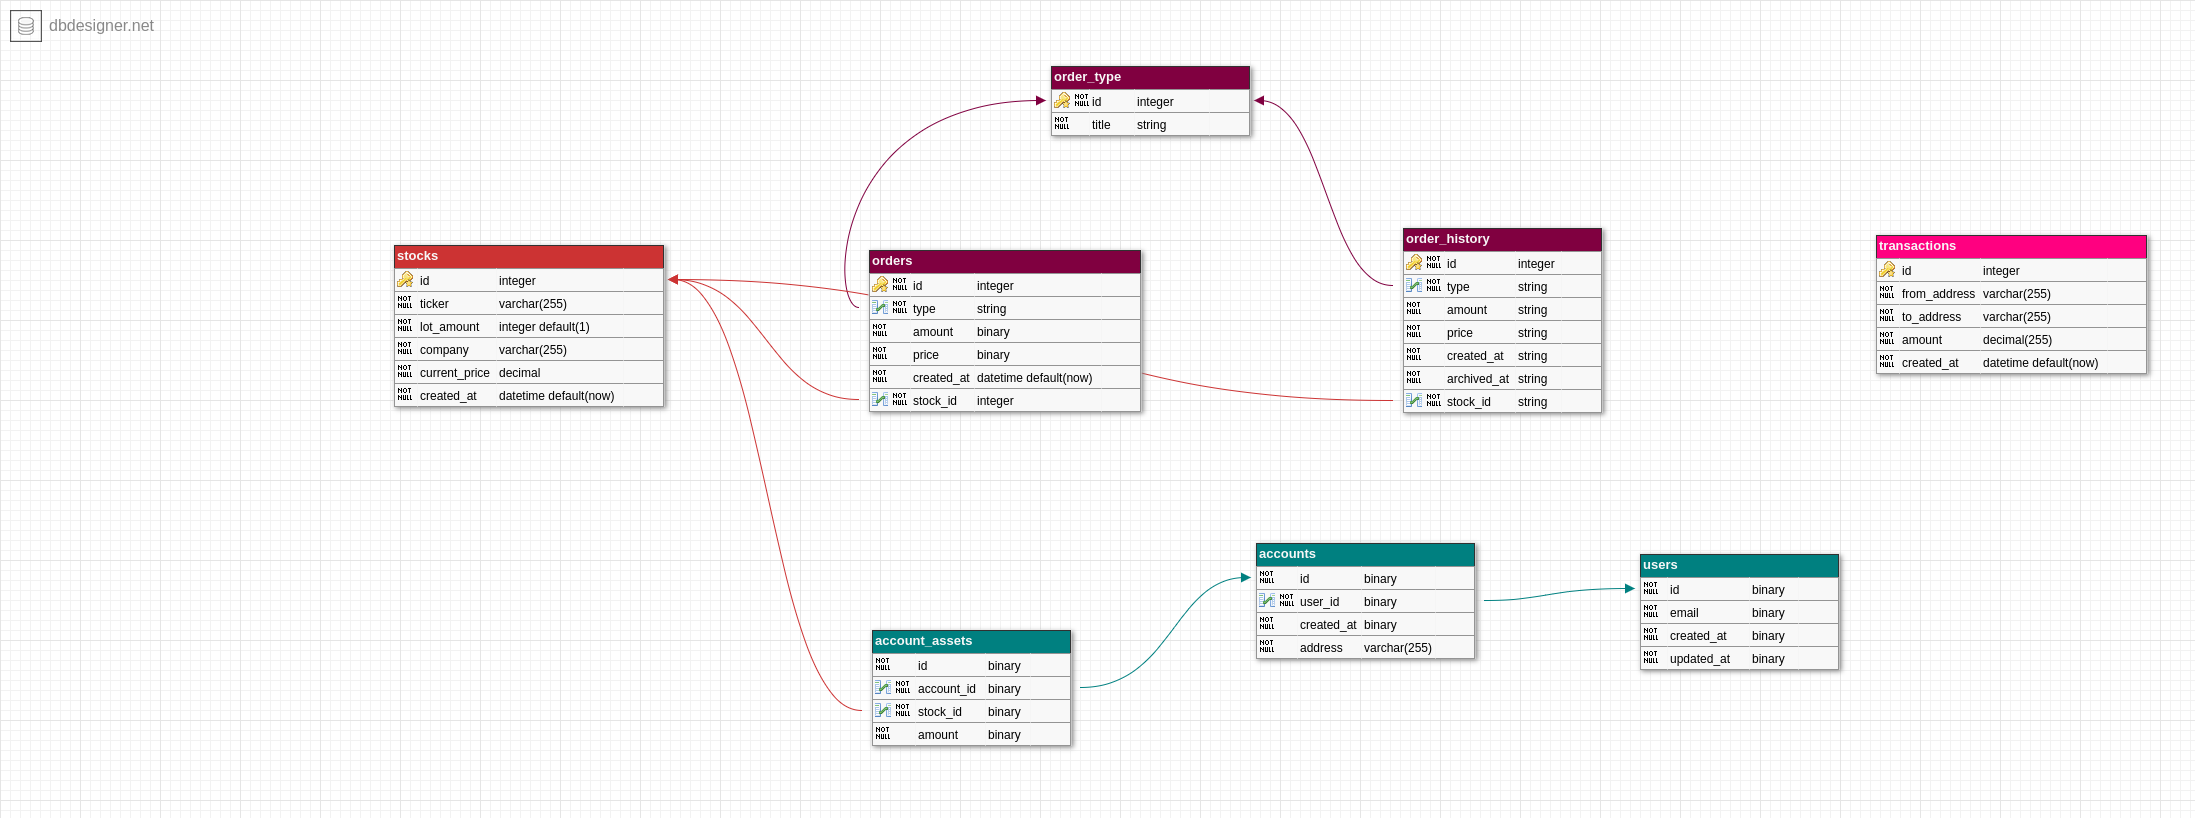 dbdesigner.net
order_type
NOT NULL id integer
NOT NULL title string
stocks
id integer
NOT NULL ticker varchar(255)
NOT NULL lot_amount integer default(1)
NOT NULL company varchar(255)
NOT NULL current_price decimal
NOT NULL created_at datetime default(now)
orders
NOT NULL id integer
NOT NULL type string
NOT NULL amount binary
NOT NULL price binary
NOT NULL created_at datetime default(now)
NOT NULL stock_id integer
order_history
NOT NULL id integer
NOT NULL type string
NOT NULL amount string
NOT NULL price string
NOT NULL created_at string
NOT NULL archived_at string
NOT NULL stock_id string
transactions
id integer
NOT NULL from_address varchar(255)
NOT NULL to_address varchar(255)
NOT NULL amount decimal(255)
NOT NULL created_at datetime default(now)
account_assets
NOT NULL id binary
NOT NULL account_id binary
NOT NULL stock_id binary
NOT NULL amount binary
accounts
NOT NULL id binary
NOT NULL user_id binary
NOT NULL created_at binary
NOT NULL address varchar(255)
users
NOT NULL id binary
NOT NULL email binary
NOT NULL created_at binary
NOT NULL updated_at binary